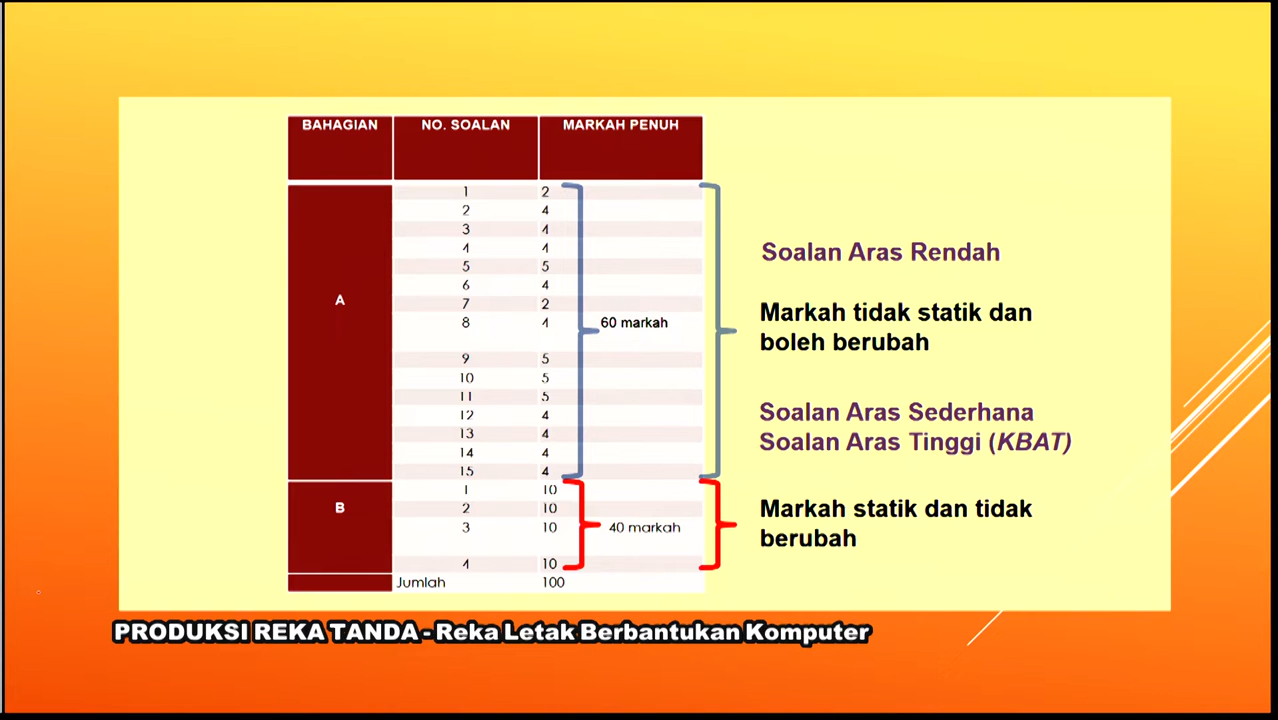 BAHAGIAN NO. SOALAN MARKAH PENUH
A
1 2
2 4
3 4
4 4
5 5
6 4
7 2
8 4
60 markah
9 5
10 5
11 5
12 4
13 4
14 4
15 4
B
1 10
2 10
3 10
40 markah
4 10
Jumlah 100
Soalan Aras Rendah
Markah tidak statik dan
boleh berubah
Soalan Aras Sederhana
Soalan Aras Tinggi (KBAT)
Markah statik dan tidak
berubah
PRODUKSI REKA TANDA - Reka Letak Berbantukan Komputer